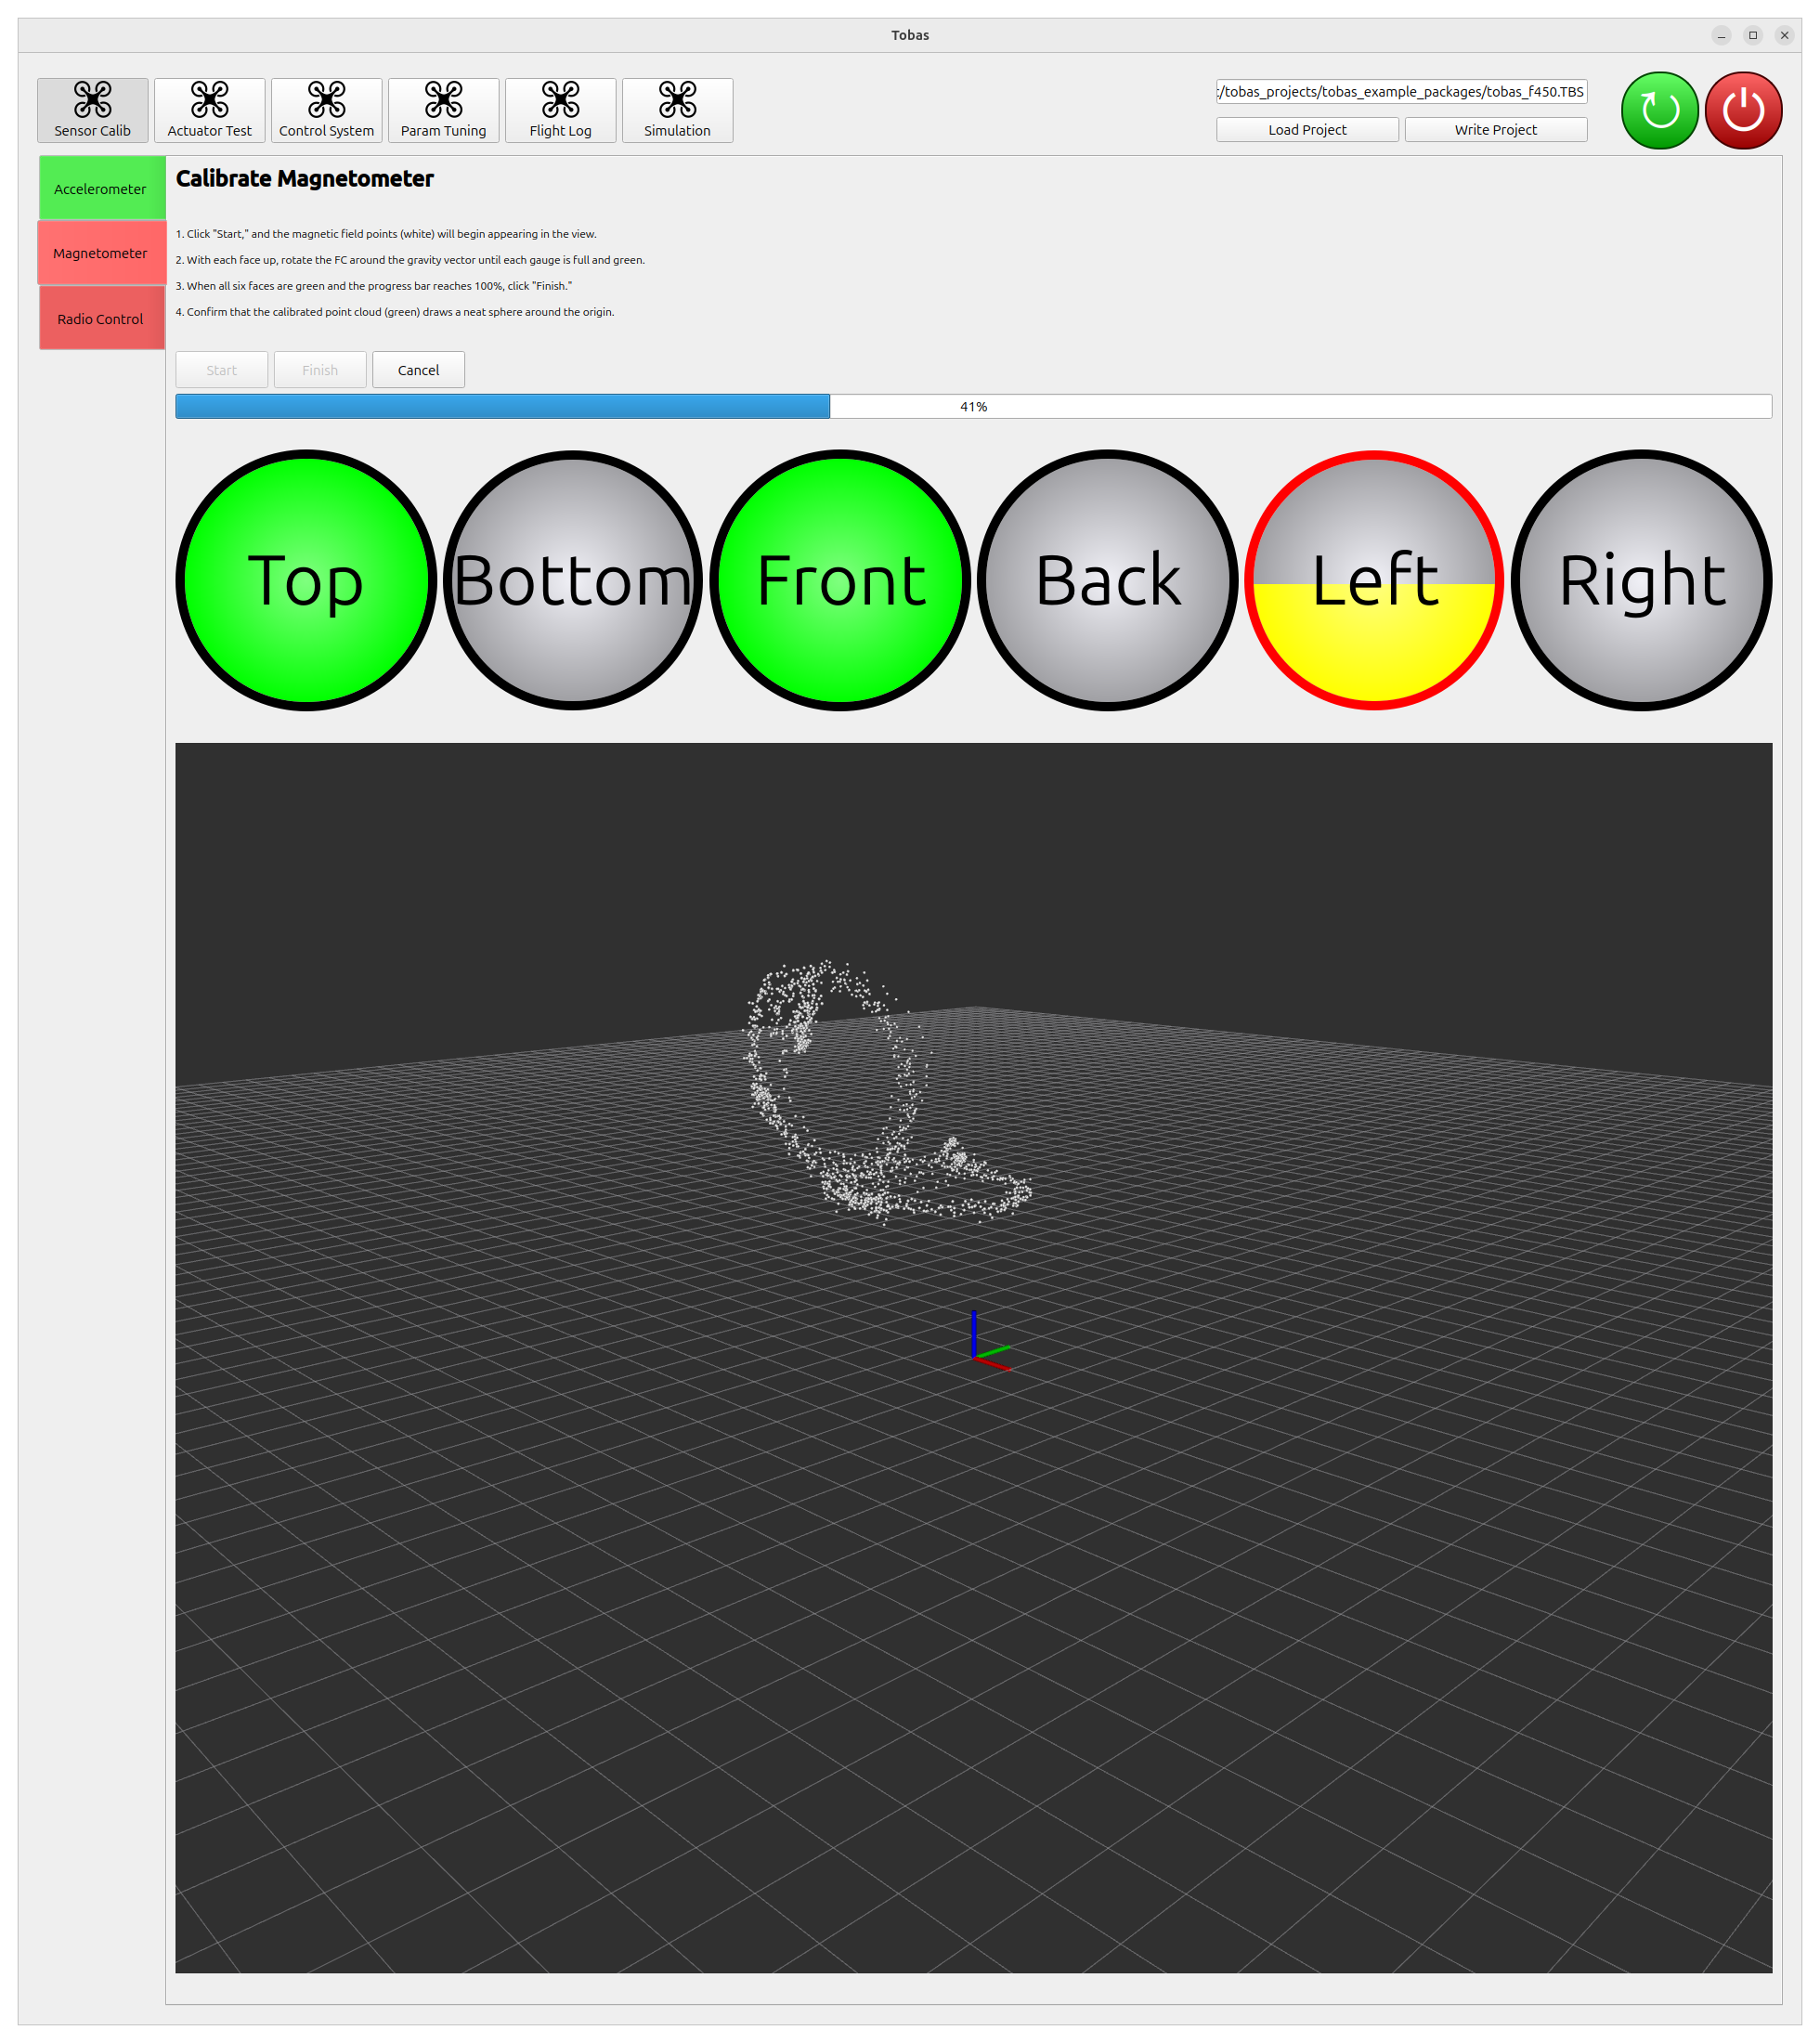 Tobas
Sensor Calib
Actuator Test
Control System
Param Tuning
Flight Log
Simulation
:/tobas_projects/tobas_example_packages/tobas_f450.TBS
Load Project
Write Project
Accelerometer
Magnetometer
Radio Control
Calibrate Magnetometer
1. Click "Start," and the magnetic field points (white) will begin appearing in the view.
2. With each face up, rotate the FC around the gravity vector until each gauge is full and green.
3. When all six faces are green and the progress bar reaches 100%, click "Finish."
4. Confirm that the calibrated point cloud (green) draws a neat sphere around the origin.
Start
Finish
Cancel
41%
Top
Bottom
Front
Back
Left
Right